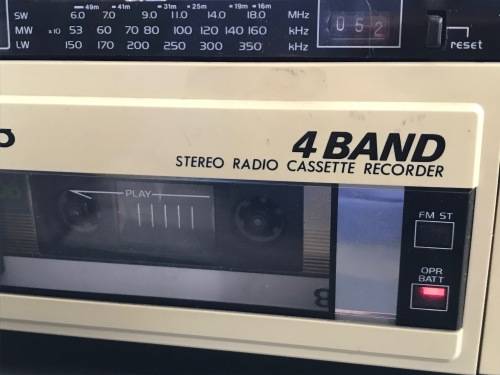 49m 41m 31m 25m 19m 16m
SW 6.0 7.0 9.0 11.0 14.0 18.0 MHz
MW x10 53 60 70 80 100 120 140 160 kHz
LW 150 170 200 250 300 350 kHz
052
reset
4 BAND
STEREO RADIO CASSETTE RECORDER
PLAY
FM ST
OPR
BATT
8